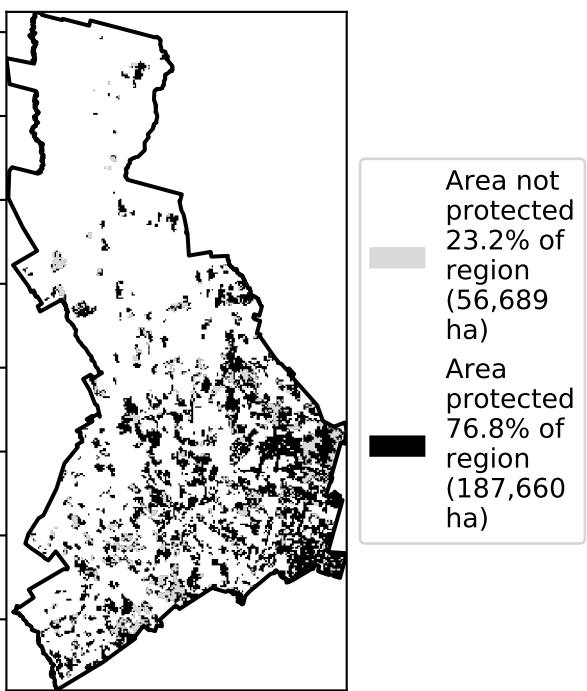 Area not
protected
23.2% of
region
(56,689
ha)
Area
protected
76.8% of
region
(187,660
ha)